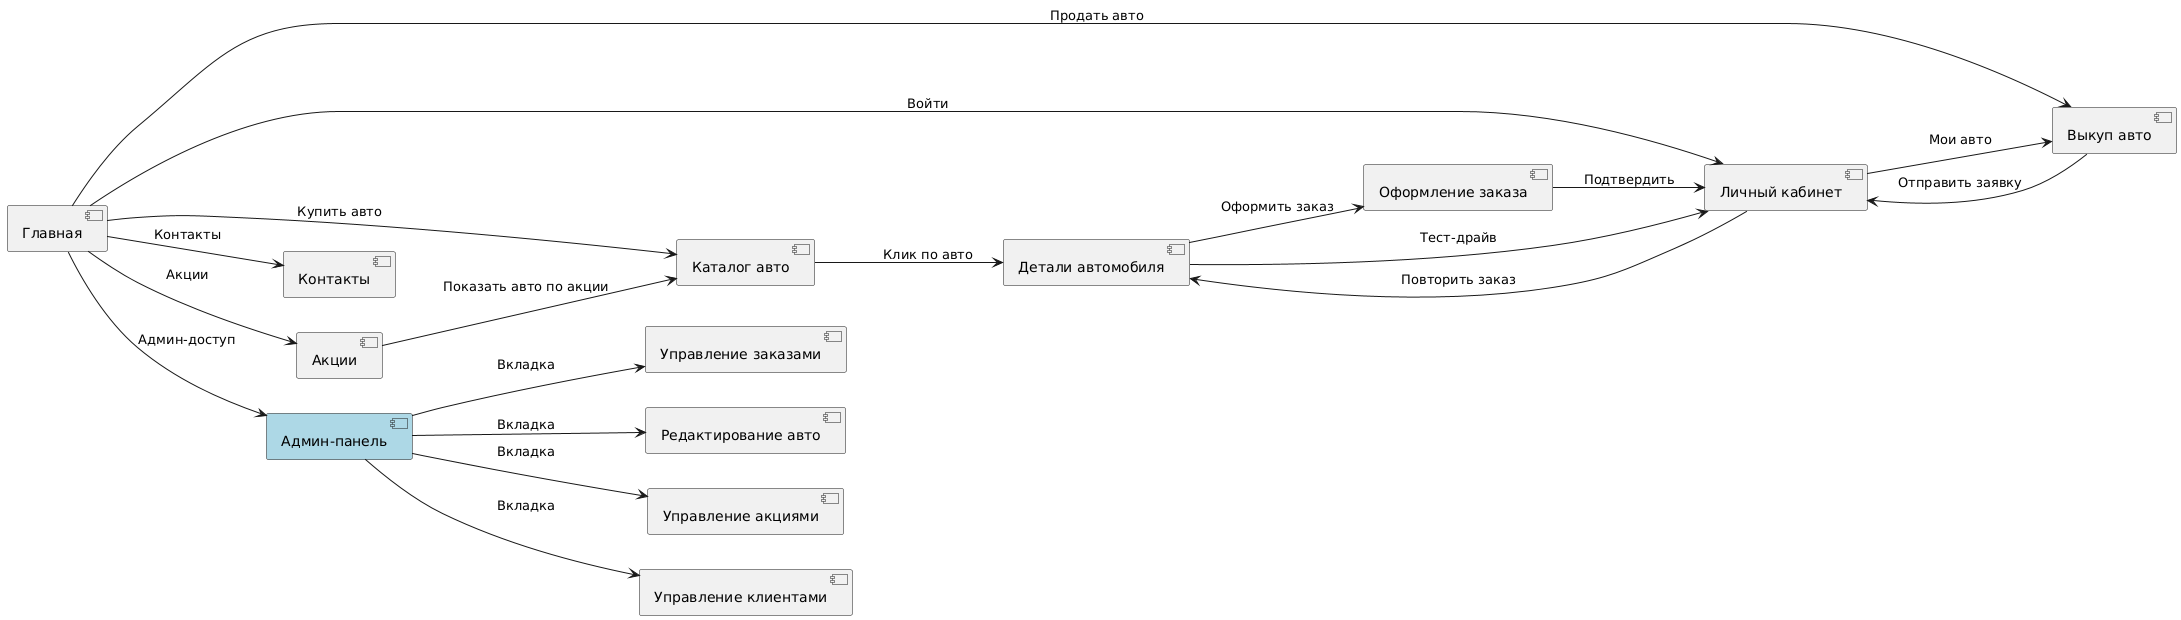 Продать авто
Войти
Выкуп авто
Мои авто
Отправить заявку
Оформление заказа
Подтвердить
Личный кабинет
Оформить заказ
Главная
Купить авто
Контакты
Контакты
Акции
Показать авто по акции
Каталог авто
Клик по авто
Детали автомобиля
Тест-драйв
Повторить заказ
Админ-доступ
Акции
Управление заказами
Вкладка
Вкладка
Редактирование авто
Админ-панель
Вкладка
Вкладка
Управление акциями
Управление клиентами